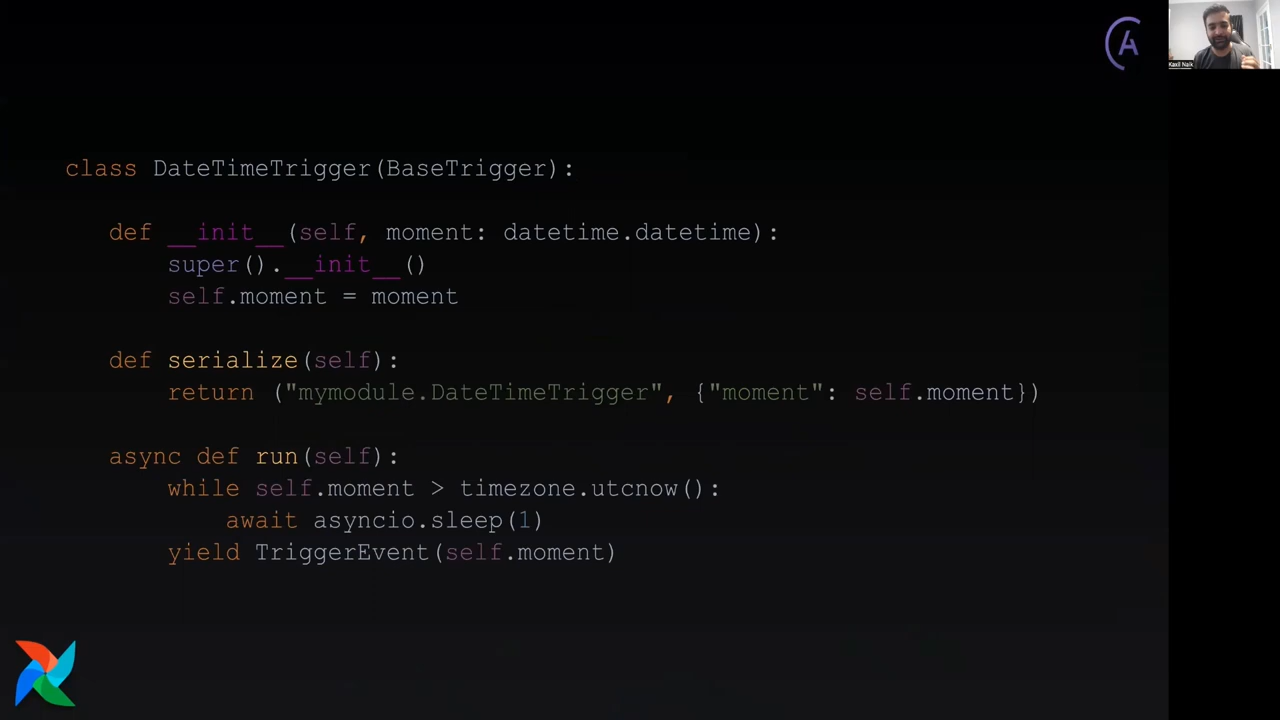 Kaxil Naik
class DateTimeTrigger(BaseTrigger):
def __init__(self, moment: datetime.datetime):
super().__init__()
self.moment = moment
def serialize(self):
return ("mymodule.DateTimeTrigger", {"moment": self.moment})
async def run(self):
while self.moment > timezone.utcnow():
await asyncio.sleep(1)
yield TriggerEvent(self.moment)